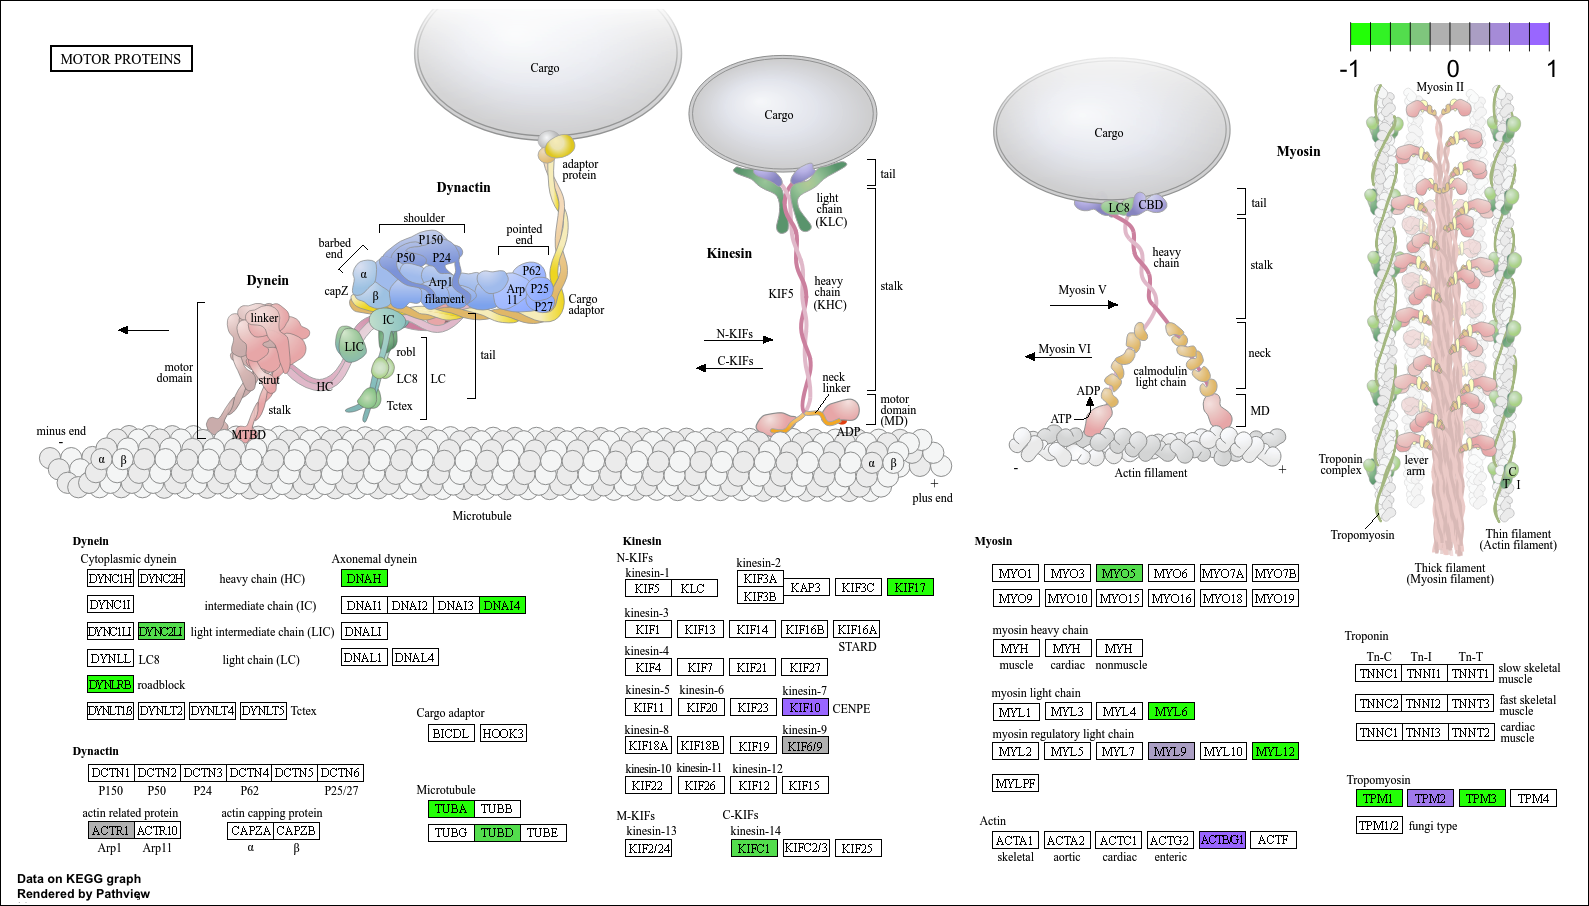 MOTOR PROTEINS
Cargo
adaptor
protein
Dynactin
shoulder
pointed
end
barbed
end
P150
P50
P24
α
β
capZ
Arp1
filament
P62
Arp
11
P25
P27
Cargo
adaptor
Dynein
linker
IC
LIC
robl
LC8
LC
Tctex
tail
motor
domain
strut
HC
stalk
MTBD
minus end
-
α
β
α
β
+
plus end
Microtubule
Cargo
tail
light
chain
(KLC)
Kinesin
KIF5
heavy
chain
(KHC)
stalk
N-KIFs
C-KIFs
neck
linker
motor
domain
(MD)
ADP
Cargo
Myosin
LC8
CBD
tail
heavy
chain
stalk
Myosin V
Myosin VI
neck
calmodulin
light chain
ADP
ATP
MD
-
+
Actin fillament
-1
0
1
Myosin II
Troponin
complex
lever
arm
C
T
I
Tropomyosin
Thin filament
(Actin filament)
Thick filament
(Myosin filament)
Dynein
Cytoplasmic dynein
Axonemal dynein
DYNC1H DYNC2H heavy chain (HC) DNAH
DYNC1I intermediate chain (IC) DNAI1 DNAI2 DNAI3 DNAI4
DYNC1LI DYNC2LI light intermediate chain (LIC) DNALI
DYNLL LC8 light chain (LC) DNAL1 DNAL4
DYNLRB roadblock
DYNLT1ß DYNLT2 DYNLT4 DYNLT5 Tctex
Dynactin
DCTN1 DCTN2 DCTN3 DCTN4 DCTN5 DCTN6
P150 P50 P24 P62 P25/27
actin related protein
actin capping protein
ACTR1 ACTR10
CAPZA CAPZB
Arp1 Arp11
α β
Cargo adaptor
BICDL HOOK3
Microtubule
TUBA TUBB
TUBG TUBD TUBE
Kinesin
N-KIFs
kinesin-1
KIF5 KLC
kinesin-2
KIF3A
KIF3B
KAP3 KIF3C KIF17
kinesin-3
KIF1 KIF13 KIF14 KIF16B KIF16A
STARD
kinesin-4
KIF4 KIF7 KIF21 KIF27
kinesin-5 kinesin-6 kinesin-7
KIF11 KIF20 KIF23 KIF10 CENPE
kinesin-8 kinesin-9
KIF18A KIF18B KIF19 KIF6/9
kinesin-10 kinesin-11 kinesin-12
KIF22 KIF26 KIF12 KIF15
M-KIFs C-KIFs
kinesin-13 kinesin-14
KIF2/24 KIFC1 KIFC2/3 KIF25
Myosin
MYO1 MYO3 MYO5 MYO6 MYO7A MYO7B
MYO9 MYO10 MYO15 MYO16 MYO18 MYO19
myosin heavy chain
MYH MYH MYH
muscle cardiac nonmuscle
myosin light chain
MYL1 MYL3 MYL4 MYL6
myosin regulatory light chain
MYL2 MYL5 MYL7 MYL9 MYL10 MYL12
MYLPF
Actin
ACTA1 ACTA2 ACTC1 ACTG2 ACTB/G1 ACTF
skeletal aortic cardiac enteric
Troponin
Tn-C Tn-I Tn-T
TNNC1 TNNI1 TNNT1 slow skeletal
muscle
TNNC2 TNNI2 TNNT3 fast skeletal
muscle
TNNC1 TNNI3 TNNT2 cardiac
muscle
Tropomyosin
TPM1 TPM2 TPM3 TPM4
TPM1/2 fungi type
Data on KEGG graph
Rendered by Pathview